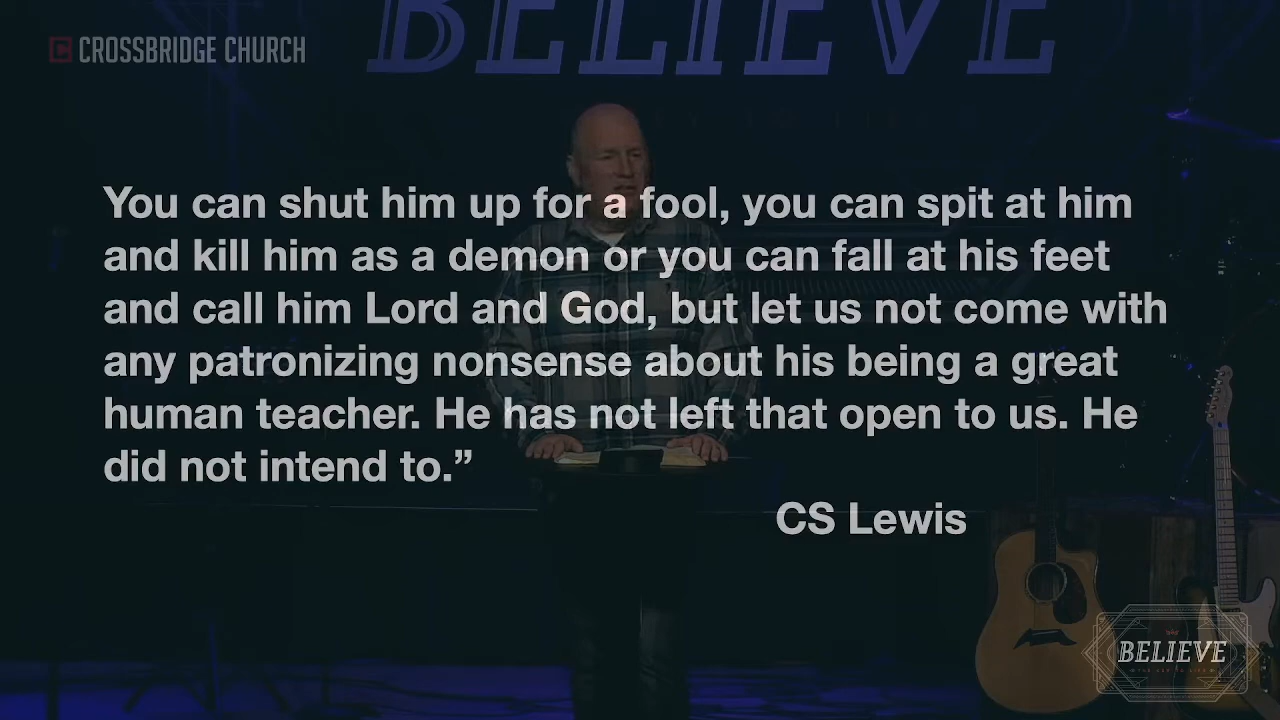 BELIEVE
CROSSBRIDGE CHURCH
You can shut him up for a fool, you can spit at him
and kill him as a demon or you can fall at his feet
and call him Lord and God, but let us not come with
any patronizing nonsense about his being a great
human teacher. He has not left that open to us. He
did not intend to.”
CS Lewis
BELIEVE